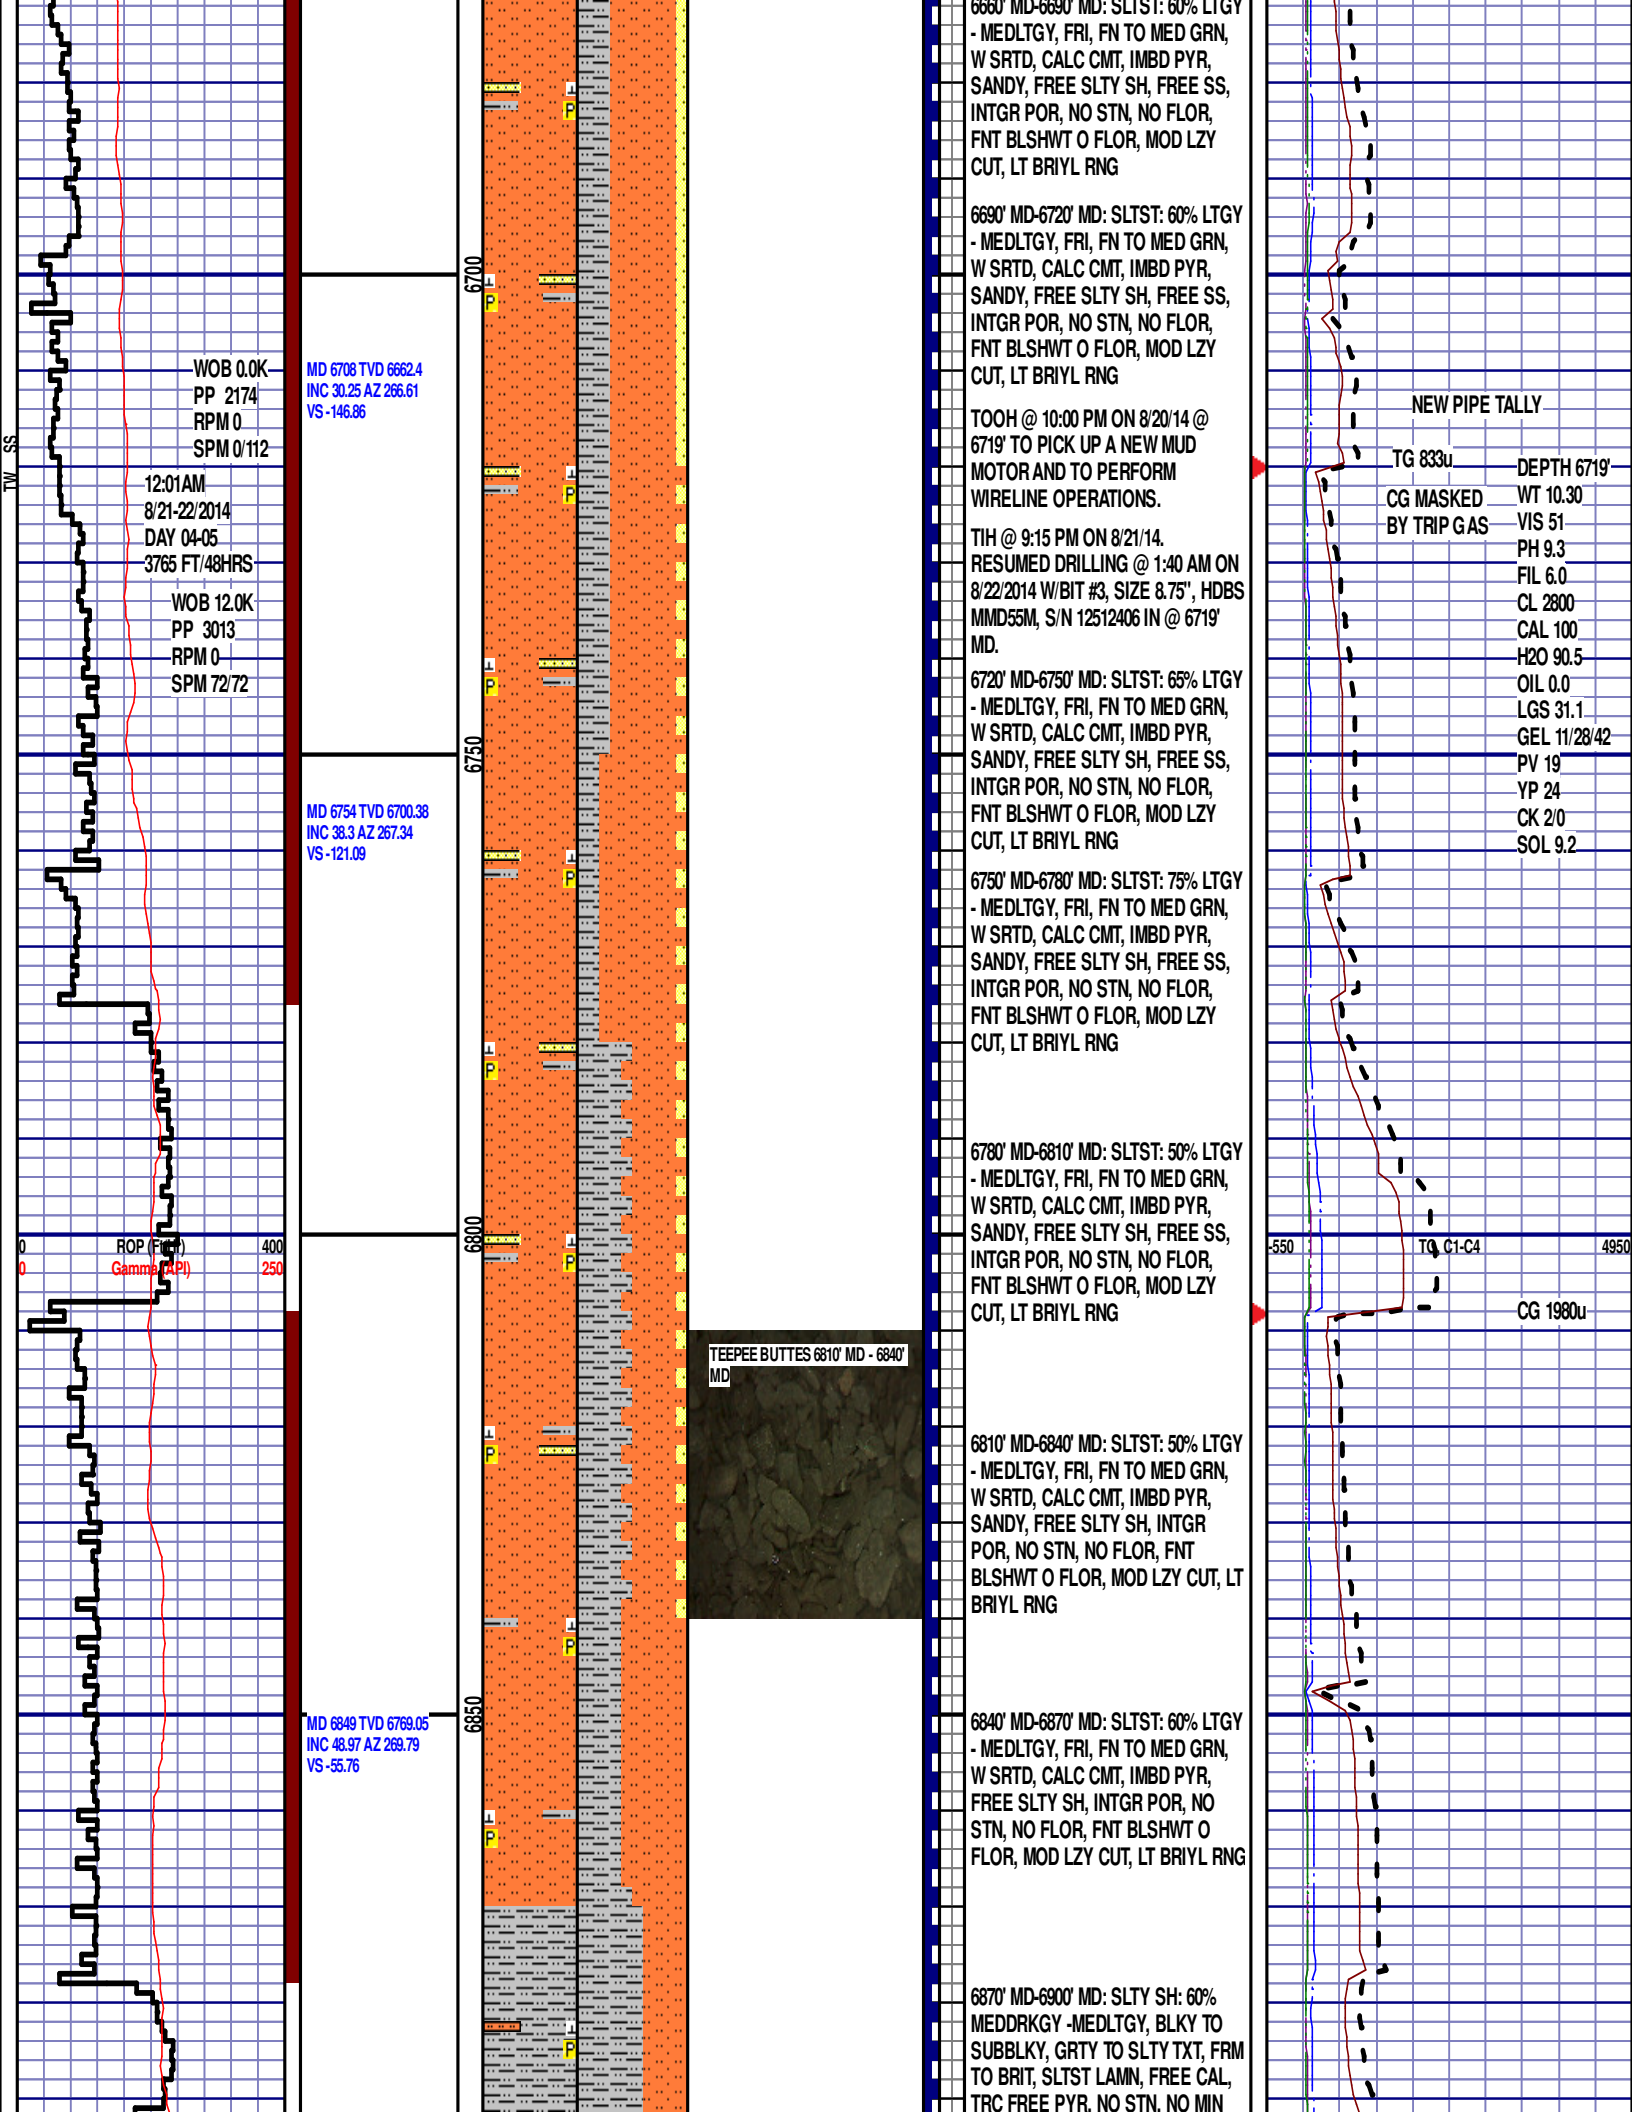 TW SS
WOB 0.0K
PP 2174
RPM 0
SPM 0/112
12:01AM
8/21-22/2014
DAY 04-05
3765 FT/48HRS
WOB 12.0K
PP 3013
RPM 0
SPM 72/72
0 400
0 Gamma (API) 250
MD 6708 TVD 6662.4
INC 30.25 AZ 266.61
VS -146.86
MD 6754 TVD 6700.38
INC 38.3 AZ 267.34
VS -121.09
MD 6849 TVD 6769.05
INC 48.97 AZ 269.79
VS -55.76
6700
6750
6800
6850
TEEPEE BUTTES 6810' MD - 6840'
MD
6660' MD-6690' MD: SLTST: 60% LTGY
- MEDLTGY, FRI, FN TO MED GRN,
W SRTD, CALC CMT, IMBD PYR,
SANDY, FREE SLTY SH, FREE SS,
INTGR POR, NO STN, NO FLOR,
FNT BLSHWT O FLOR, MOD LZY
CUT, LT BRIYL RNG
6690' MD-6720' MD: SLTST: 60% LTGY
- MEDLTGY, FRI, FN TO MED GRN,
W SRTD, CALC CMT, IMBD PYR,
SANDY, FREE SLTY SH, FREE SS,
INTGR POR, NO STN, NO FLOR,
FNT BLSHWT O FLOR, MOD LZY
CUT, LT BRIYL RNG
TOOH @ 10:00 PM ON 8/20/14 @
6719' TO PICK UP A NEW MUD
MOTOR AND TO PERFORM
WIRELINE OPERATIONS.
TIH @ 9:15 PM ON 8/21/14.
RESUMED DRILLING @ 1:40 AM ON
8/22/2014 W/BIT #3, SIZE 8.75", HDBS
MMD55M, S/N 12512406 IN @ 6719'
MD.
6720' MD-6750' MD: SLTST: 65% LTGY
- MEDLTGY, FRI, FN TO MED GRN,
W SRTD, CALC CMT, IMBD PYR,
SANDY, FREE SLTY SH, FREE SS,
INTGR POR, NO STN, NO FLOR,
FNT BLSHWT O FLOR, MOD LZY
CUT, LT BRIYL RNG
6750' MD-6780' MD: SLTST: 75% LTGY
- MEDLTGY, FRI, FN TO MED GRN,
W SRTD, CALC CMT, IMBD PYR,
SANDY, FREE SLTY SH, FREE SS,
INTGR POR, NO STN, NO FLOR,
FNT BLSHWT O FLOR, MOD LZY
CUT, LT BRIYL RNG
6780' MD-6810' MD: SLTST: 50% LTGY
- MEDLTGY, FRI, FN TO MED GRN,
W SRTD, CALC CMT, IMBD PYR,
SANDY, FREE SLTY SH, FREE SS,
INTGR POR, NO STN, NO FLOR,
FNT BLSHWT O FLOR, MOD LZY
CUT, LT BRIYL RNG
6810' MD-6840' MD: SLTST: 50% LTGY
- MEDLTGY, FRI, FN TO MED GRN,
W SRTD, CALC CMT, IMBD PYR,
SANDY, FREE SLTY SH, INTGR
POR, NO STN, NO FLOR, FNT
BLSHWT O FLOR, MOD LZY CUT, LT
BRIYL RNG
6840' MD-6870' MD: SLTST: 60% LTGY
- MEDLTGY, FRI, FN TO MED GRN,
W SRTD, CALC CMT, IMBD PYR,
FREE SLTY SH, INTGR POR, NO
STN, NO FLOR, FNT BLSHWT O
FLOR, MOD LZY CUT, LT BRIYL RNG
6870' MD-6900' MD: SLTY SH: 60%
MEDDRKGY -MEDLTGY, BLKY TO
SUBBLKY, GRTY TO SLTY TXT, FRM
TO BRIT, SLTST LAMN, FREE CAL,
TRC FREE PYR, NO STN, NO MIN
NEW PIPE TALLY
TG 833u
CG MASKED
BY TRIP GAS
DEPTH 6719'
WT 10.30
VIS 51
PH 9.3
FIL 6.0
CL 2800
CAL 100
H2O 90.5
OIL 0.0
LGS 31.1
GEL 11/28/42
PV 19
YP 24
CK 2/0
SOL 9.2
-550 C1-C4 4950
CG 1980u